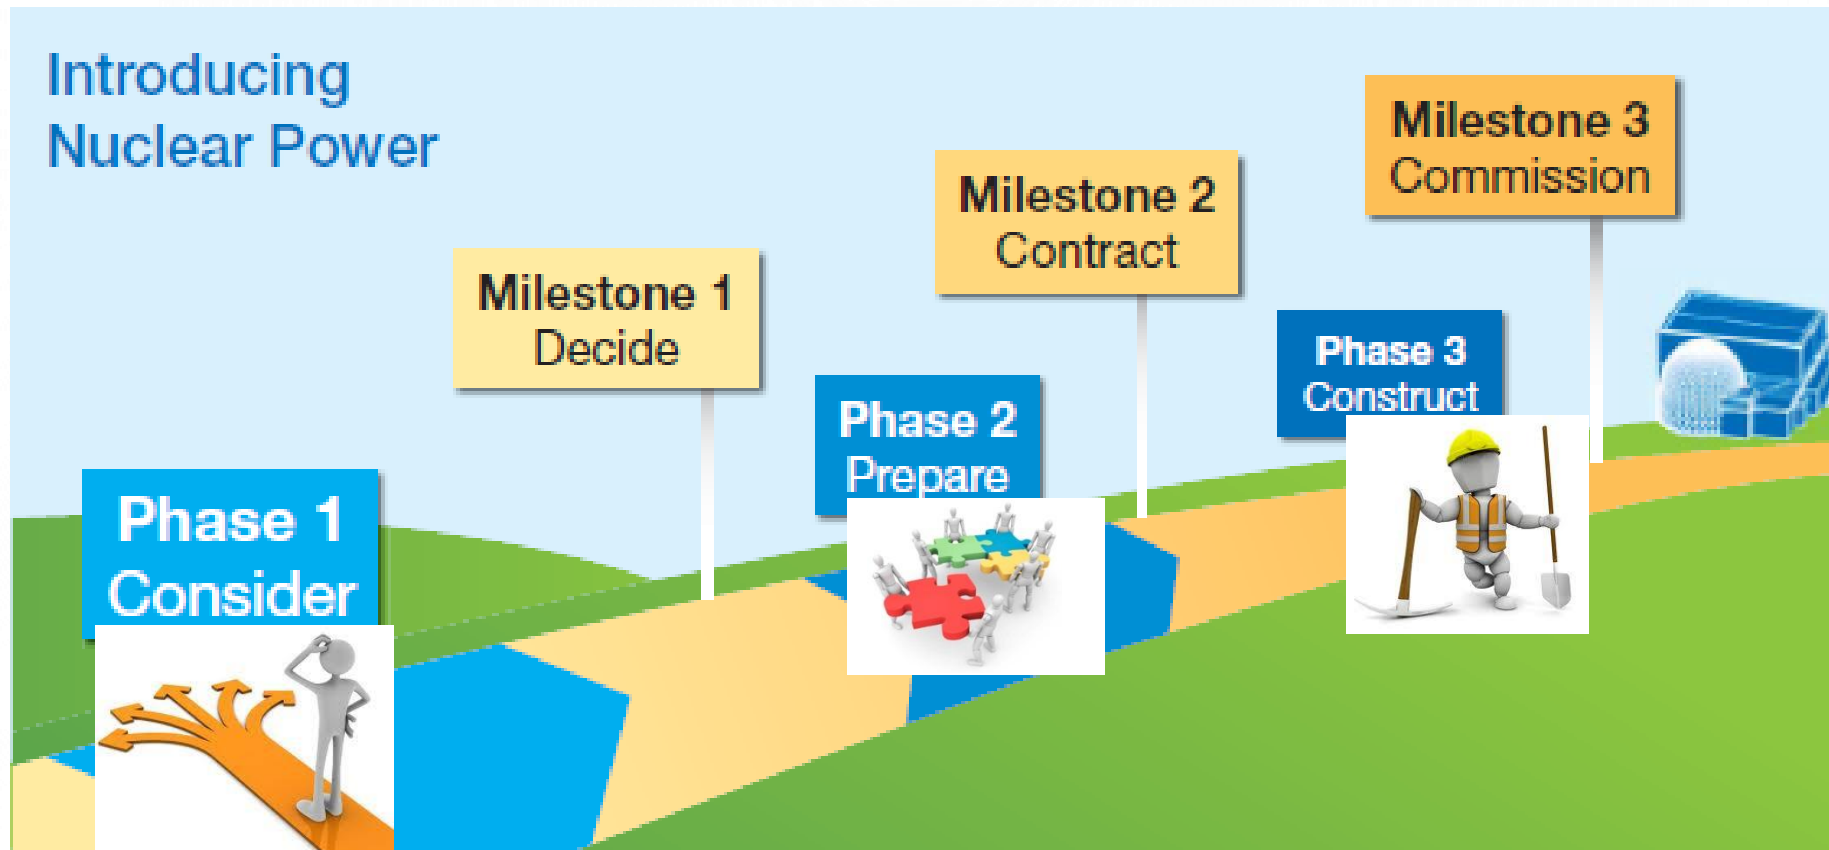 Introducing
Nuclear Power
Phase 1
Consider
Milestone 1
Decide
Phase 2
Prepare
Milestone 2
Contract
Phase 3
Construct
Milestone 3
Commission